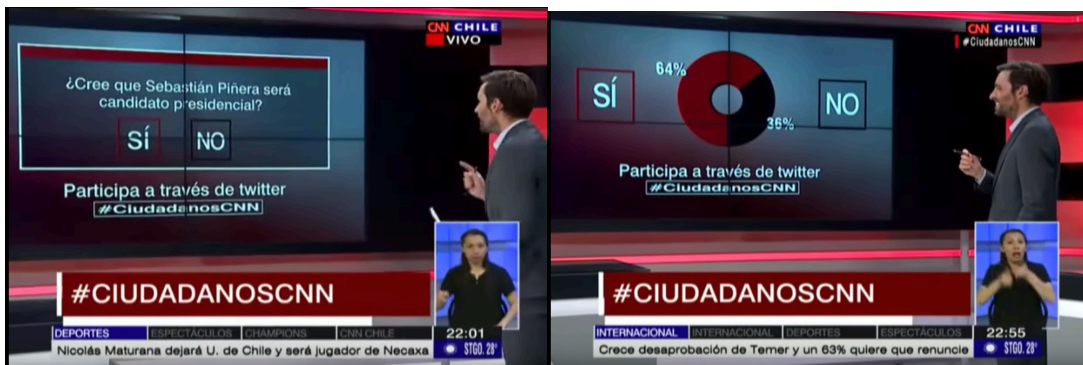 CNN CHILE
VIVO
¿Cree que Sebastián Piñera será
candidato presidencial?
SÍ
NO
Participa a través de twitter
#CiudadanosCNN
#CIUDADANOSCNN
DEPORTES ESPECTÁCULOS CHAMPIONS CNN CHILE
22:01
Nicolás Maturana dejará U. de Chile y será jugador de Necaxa
STGO. 28°
CNN CHILE
#CiudadanosCNN
64%
SÍ
NO
36%
Participa a través de twitter
#CiudadanosCNN
#CIUDADANOSCNN
INTERNACIONAL INTERNACIONAL DEPORTES ESPECTÁCULOS
22:55
Crece desaprobación de Temer y un 63% quiere que renuncie
STGO. 28°